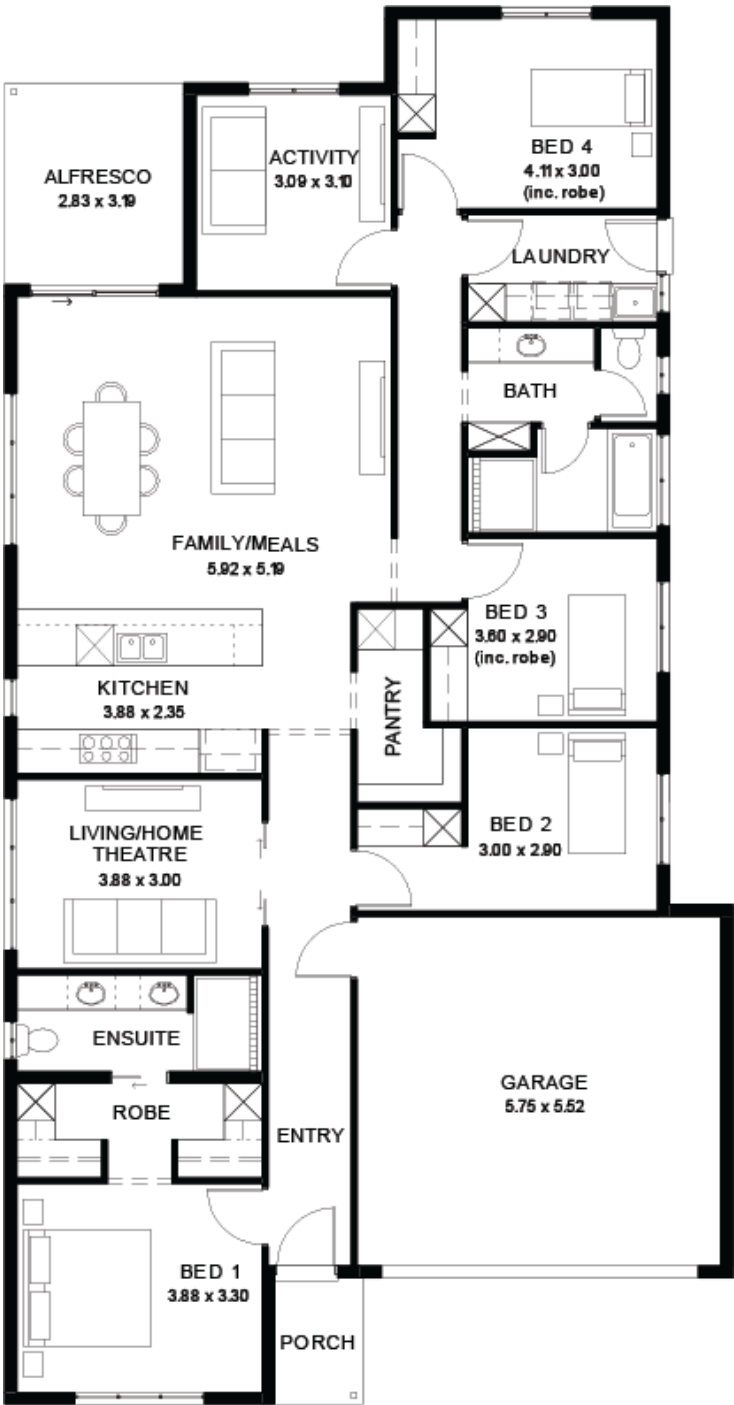 BED 4
4.11 x 3.00
(inc. robe)
ACTIVITY
3.09 x 3.10
ALFRESCO
2.83 x 3.19
LAUNDRY
BATH
FAMILY/MEALS
5.92 x 5.19
BED 3
3.60 x 2.90
(inc. robe)
KITCHEN
3.88 x 2.35
PANTRY
BED 2
3.00 x 2.90
LIVING/HOME
THEATRE
3.88 x 3.00
ENSUITE
ROBE
GARAGE
5.75 x 5.52
ENTRY
BED 1
3.88 x 3.30
PORCH